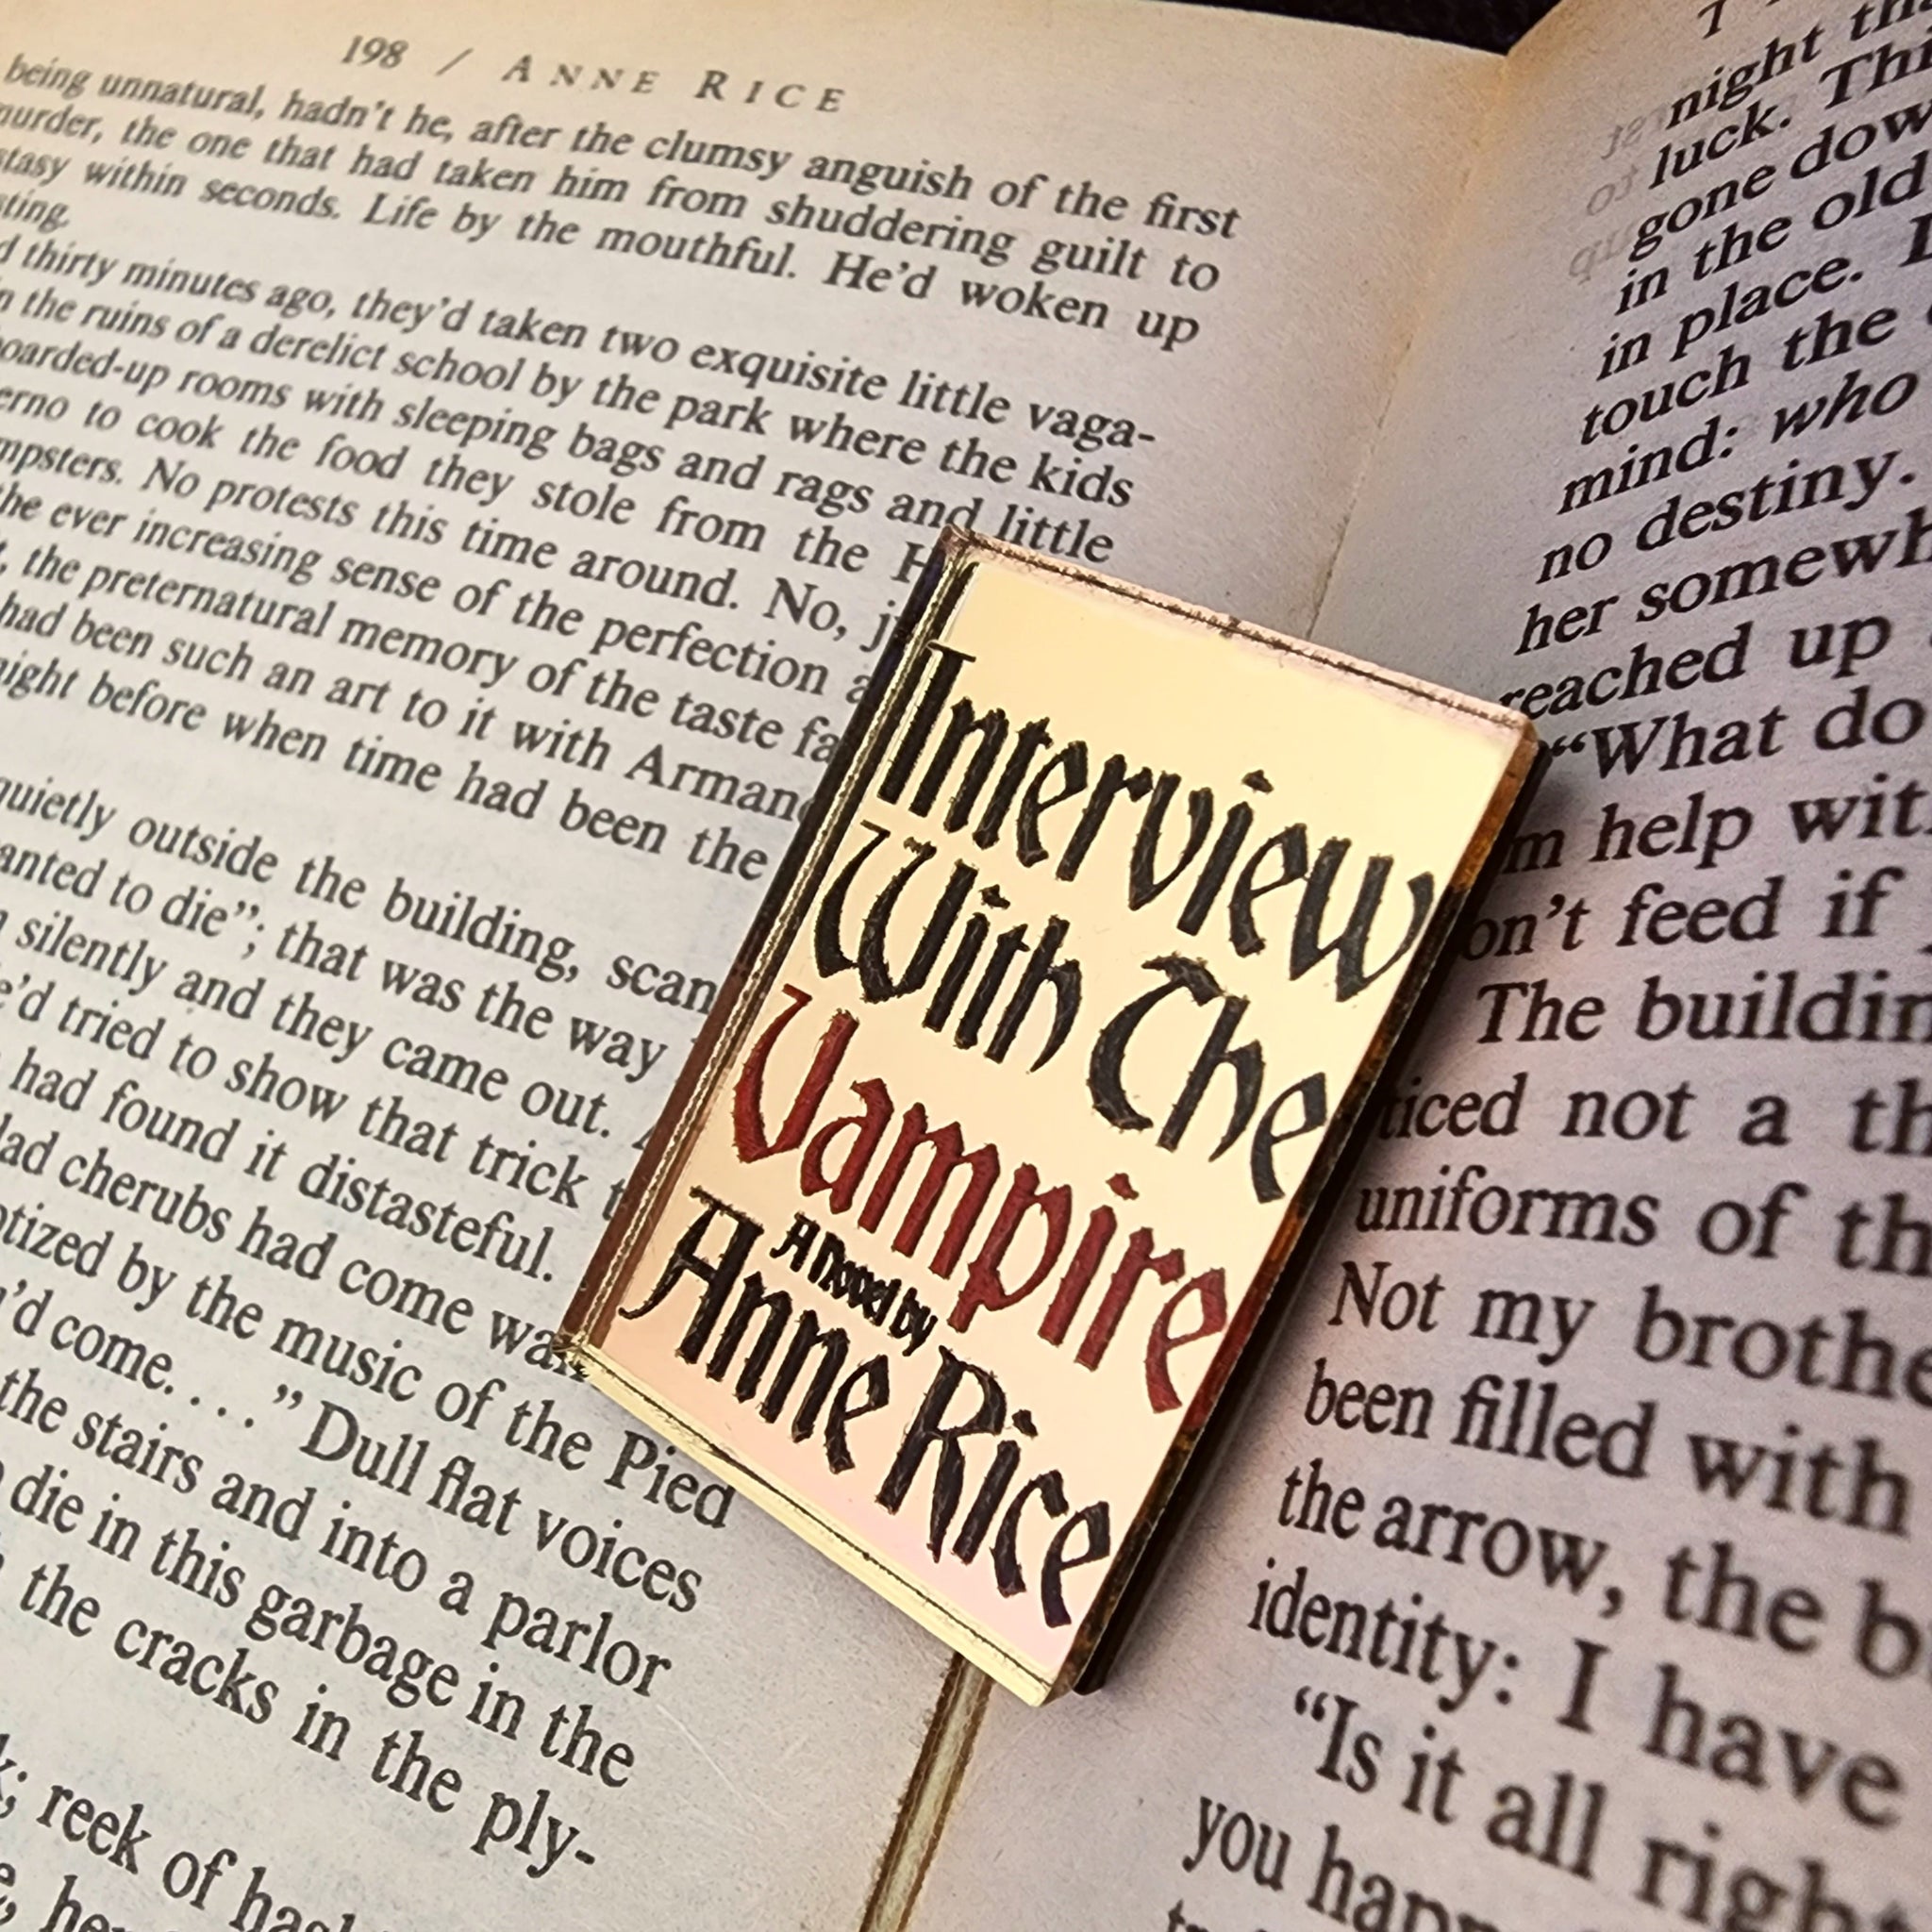 198 / ANNE RICE
being unnatural, hadn't he, after the clumsy anguish of the first
the one that had taken him from shuddering guilt to
within seconds. Life by the mouthful. He'd woken up
thirty minutes ago, they'd taken two exquisite little vaga-
the ruins of a derelict school by the park where the kids
rooms with sleeping bags and rags and little
to cook the food they stole from the
No protests this time around. No,
the ever increasing sense of the perfection
the preternatural memory of the taste
had been such an art to it with
before when time had been the
quietly outside the building,
to die"; that was the way
silently and they came out.
tried to show that trick
had found it distasteful.
cherubs had come
by the music of the Pied
come. . . . " Dull flat voices
the stairs and into a parlor
die in this garbage in the
the cracks in the ply-
reek of
Interview
With The
Vampire
A novel by
Anne Rice
night
luck.
gone
in the old
in place.
touch the
mind: who
no destiny.
her
reached up
"What do
help
feed if
The
not a
uniforms of
Not my
been filled with
the arrow, the
identity: I have
"Is it all
you